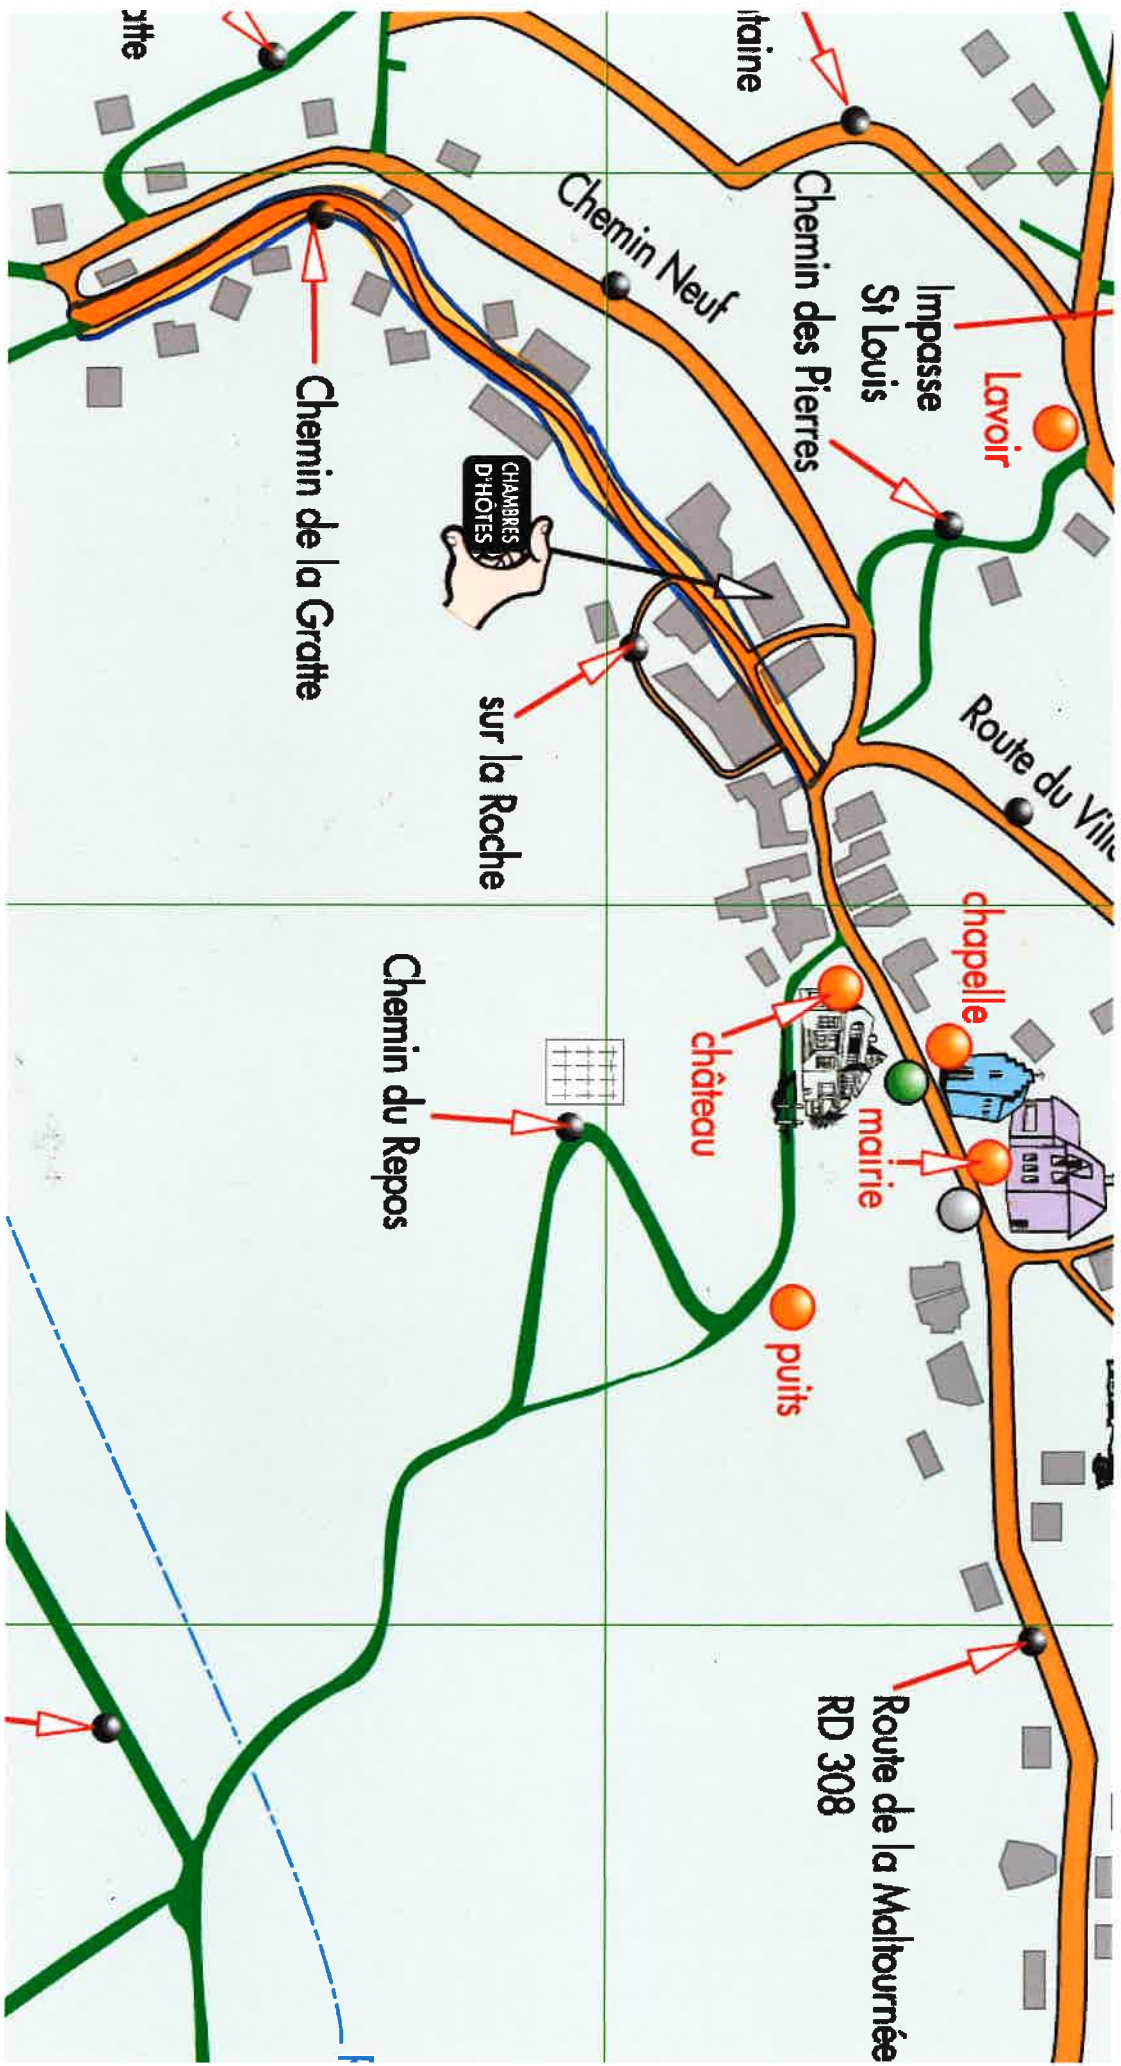 Chemin Neuf
Chemin des Pierres
Impasse
St Louis
Lavoir
Chemin de la Gratte
CHAMBRES
D'HÔTES
sur la Roche
Route du
chapelle
château
mairie
puits
Chemin du Repos
Route de la Maltournée
RD 308